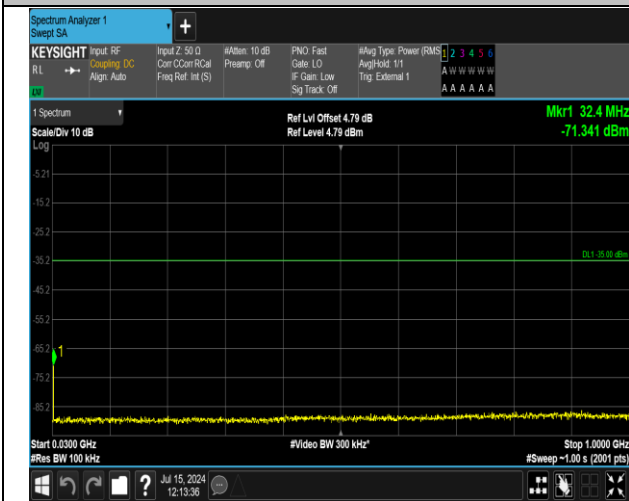 Spectrum Analyzer 1
Swept SA
+
KEYSIGHT
RL
Input: RF
Coupling: DC
Align: Auto
Input Z: 50 Ω
Corr CCorr RCal
Freq Ref: Int (S)
#Atten: 10 dB
Preamp: Off
PNO: Fast
Gate: LO
IF Gain: Low
Sig Track: Off
#Avg Type: Power (RMS
Avg|Hold: 1/1
Trig: External 1
1 2 3 4 5 6
A W W W W W
A A A A A A
1 Spectrum
Scale/Div 10 dB
Ref Lvl Offset 4.79 dB
Ref Level 4.79 dBm
Mkr1 32.4 MHz
-71.341 dBm
Log
-5.21
-15.2
-25.2
-35.2
DL1 -35.00 dBm
-45.2
-55.2
-65.2
1
-75.2
-85.2
Start 0.0300 GHz
#Video BW 300 kHz*
Stop 1.0000 GHz
#Res BW 100 kHz
#Sweep ~1.00 s (2001 pts)
?
Jul 15, 2024
12:13:36